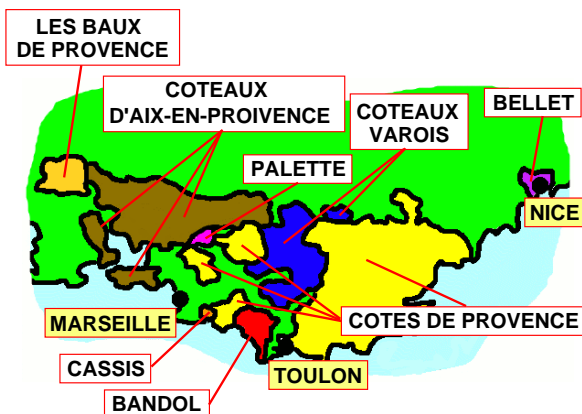 LES BAUX
DE PROVENCE
COTEAUX
D'AIX-EN-PROIVENCE
COTEAUX
VAROIS
BELLET
PALETTE
NICE
MARSEILLE
COTES DE PROVENCE
CASSIS
TOULON
BANDOL